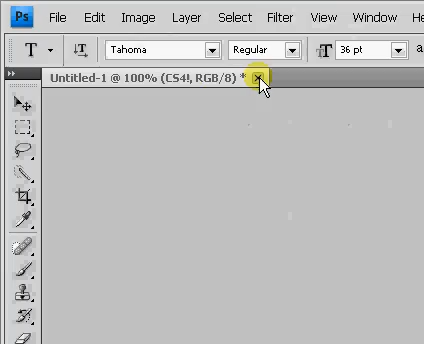 Ps File Edit Image Layer Select Filter View Window
T T Tahoma Regular T 36 pt a
Untitled-1 @ 100% (CS4!, RGB/8) *